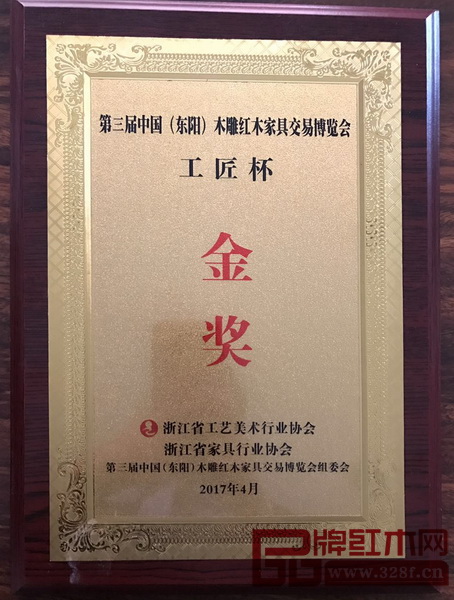 第三届中国（东阳）木雕红木家具交易博览会
工匠杯
金
奖
浙江省工艺美术行业协会
浙江省家具行业协会
第三届中国（东阳）木雕红木家具交易博览会组委会
2017年4月
品牌红木网
www.328f.cn